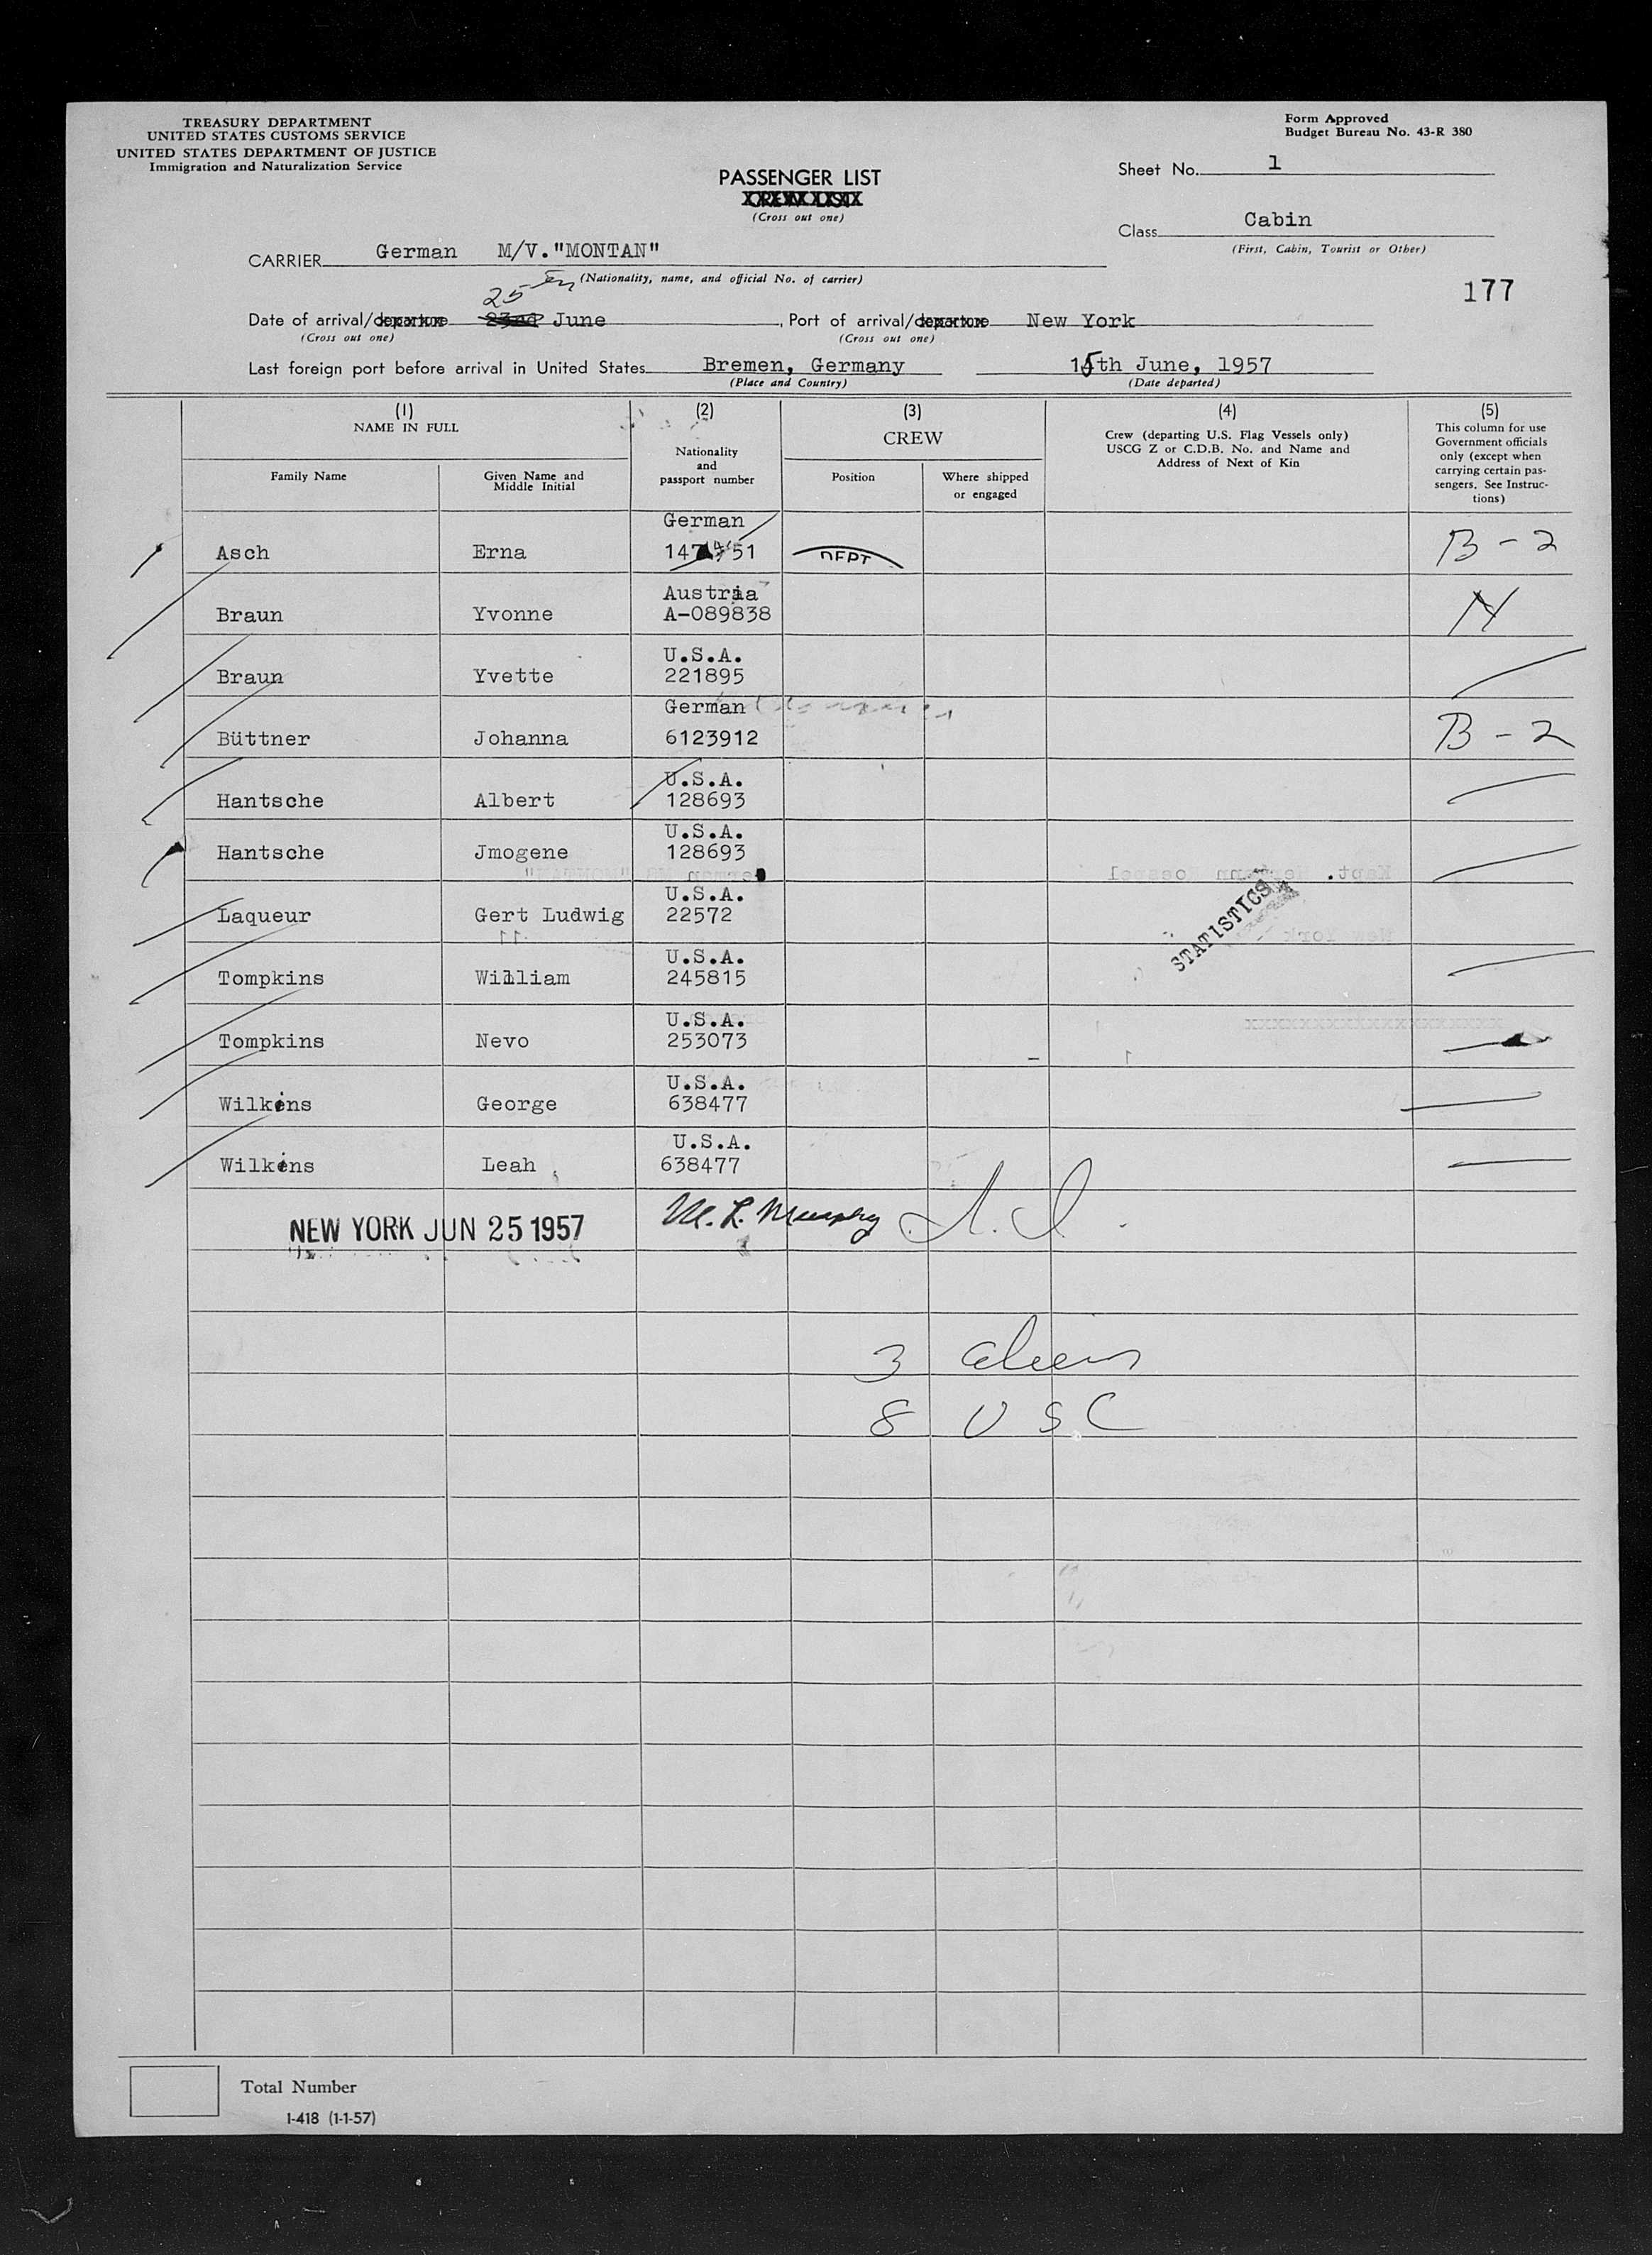 TREASURY DEPARTMENT
UNITED STATES CUSTOMS SERVICE
UNITED STATES DEPARTMENT OF JUSTICE
Immigration and Naturalization Service
Form Approved
Budget Bureau No. 43-R 380
Sheet No. 1
PASSENGER LIST
CREW LIST
(Cross out one)
Class Cabin
(First, Cabin, Tourist or Other)
CARRIER German M/V."MONTAN"
(Nationality, name, and official No. of carrier)
177
25
Date of arrival/departure 23rd June , Port of arrival/departure New York
(Cross out one) (Cross out one)
Last foreign port before arrival in United States Bremen, Germany 15th June, 1957
(Place and Country) (Date departed)
(1) (2) (3) (4) (5)
NAME IN FULL
Family Name
Given Name and
Middle Initial
Nationality
and
passport number
CREW
Position
Where shipped
or engaged
Crew (departing U.S. Flag Vessels only)
USCG Z or C.D.B. No. and Name and
Address of Next of Kin
This column for use
Government officials
only (except when
carrying certain pas-
sengers. See Instruc-
tions)
German
Asch Erna DEPT B-2
Austria
Braun Yvonne A-089838
U.S.A.
Braun Yvette 221895
German
Büttner Johanna 6123912 B-2
U.S.A.
Hantsche Albert 128693
U.S.A.
Hantsche Jmogene 128693
U.S.A.
Laqueur Gert Ludwig 22572
STATISTICS
U.S.A.
Tompkins William 245815
U.S.A.
Tompkins Nevo 253073
U.S.A.
Wilkins George 638477
U.S.A.
Wilkins Leah 638477
NEW YORK JUN 25 1957 M. L. Murphy
3 aliens
8 USC
Total Number
I-418 (1-1-57)